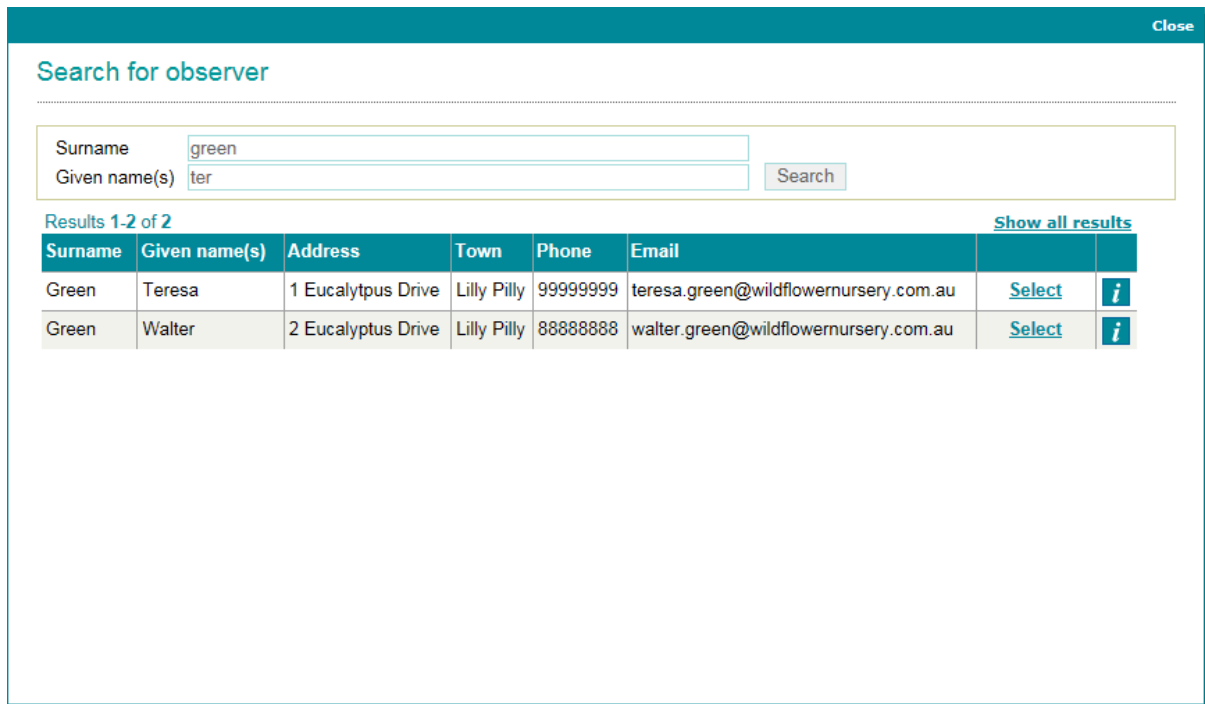 Close
Search for observer
Surname green
Given name(s) ter Search
Results 1-2 of 2 Show all results
Surname Given name(s) Address Town Phone Email
Green Teresa 1 Eucalytpus Drive Lilly Pilly 99999999 teresa.green@wildflowernursery.com.au Select i
Green Walter 2 Eucalyptus Drive Lilly Pilly 88888888 walter.green@wildflowernursery.com.au Select i